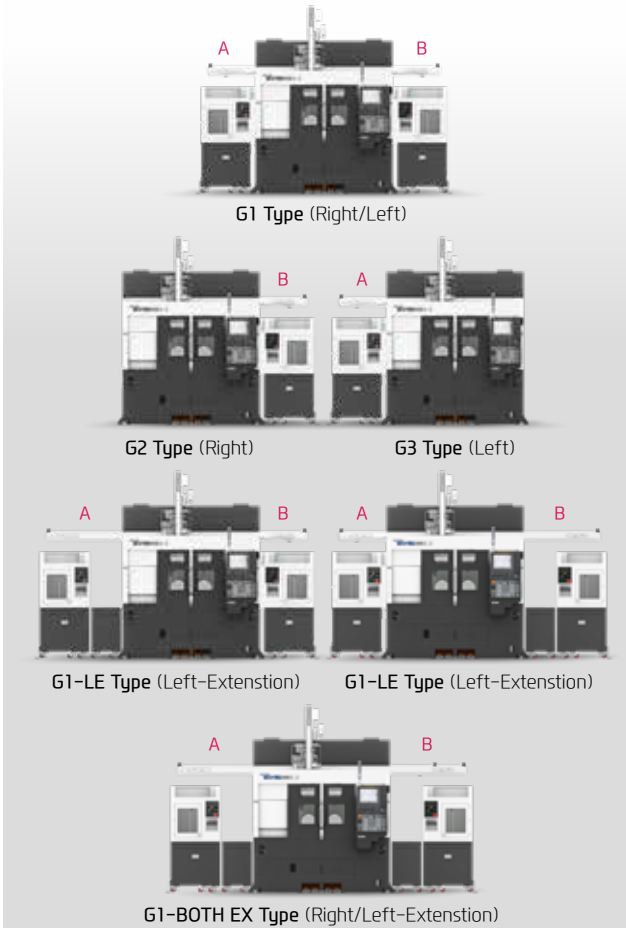 A B
G1 Type (Right/Left)
B A
G2 Type (Right) G3 Type (Left)
A B A B
G1-LE Type (Left-Extenstion) G1-LE Type (Left-Extenstion)
A B
G1-BOTH EX Type (Right/Left-Extenstion)